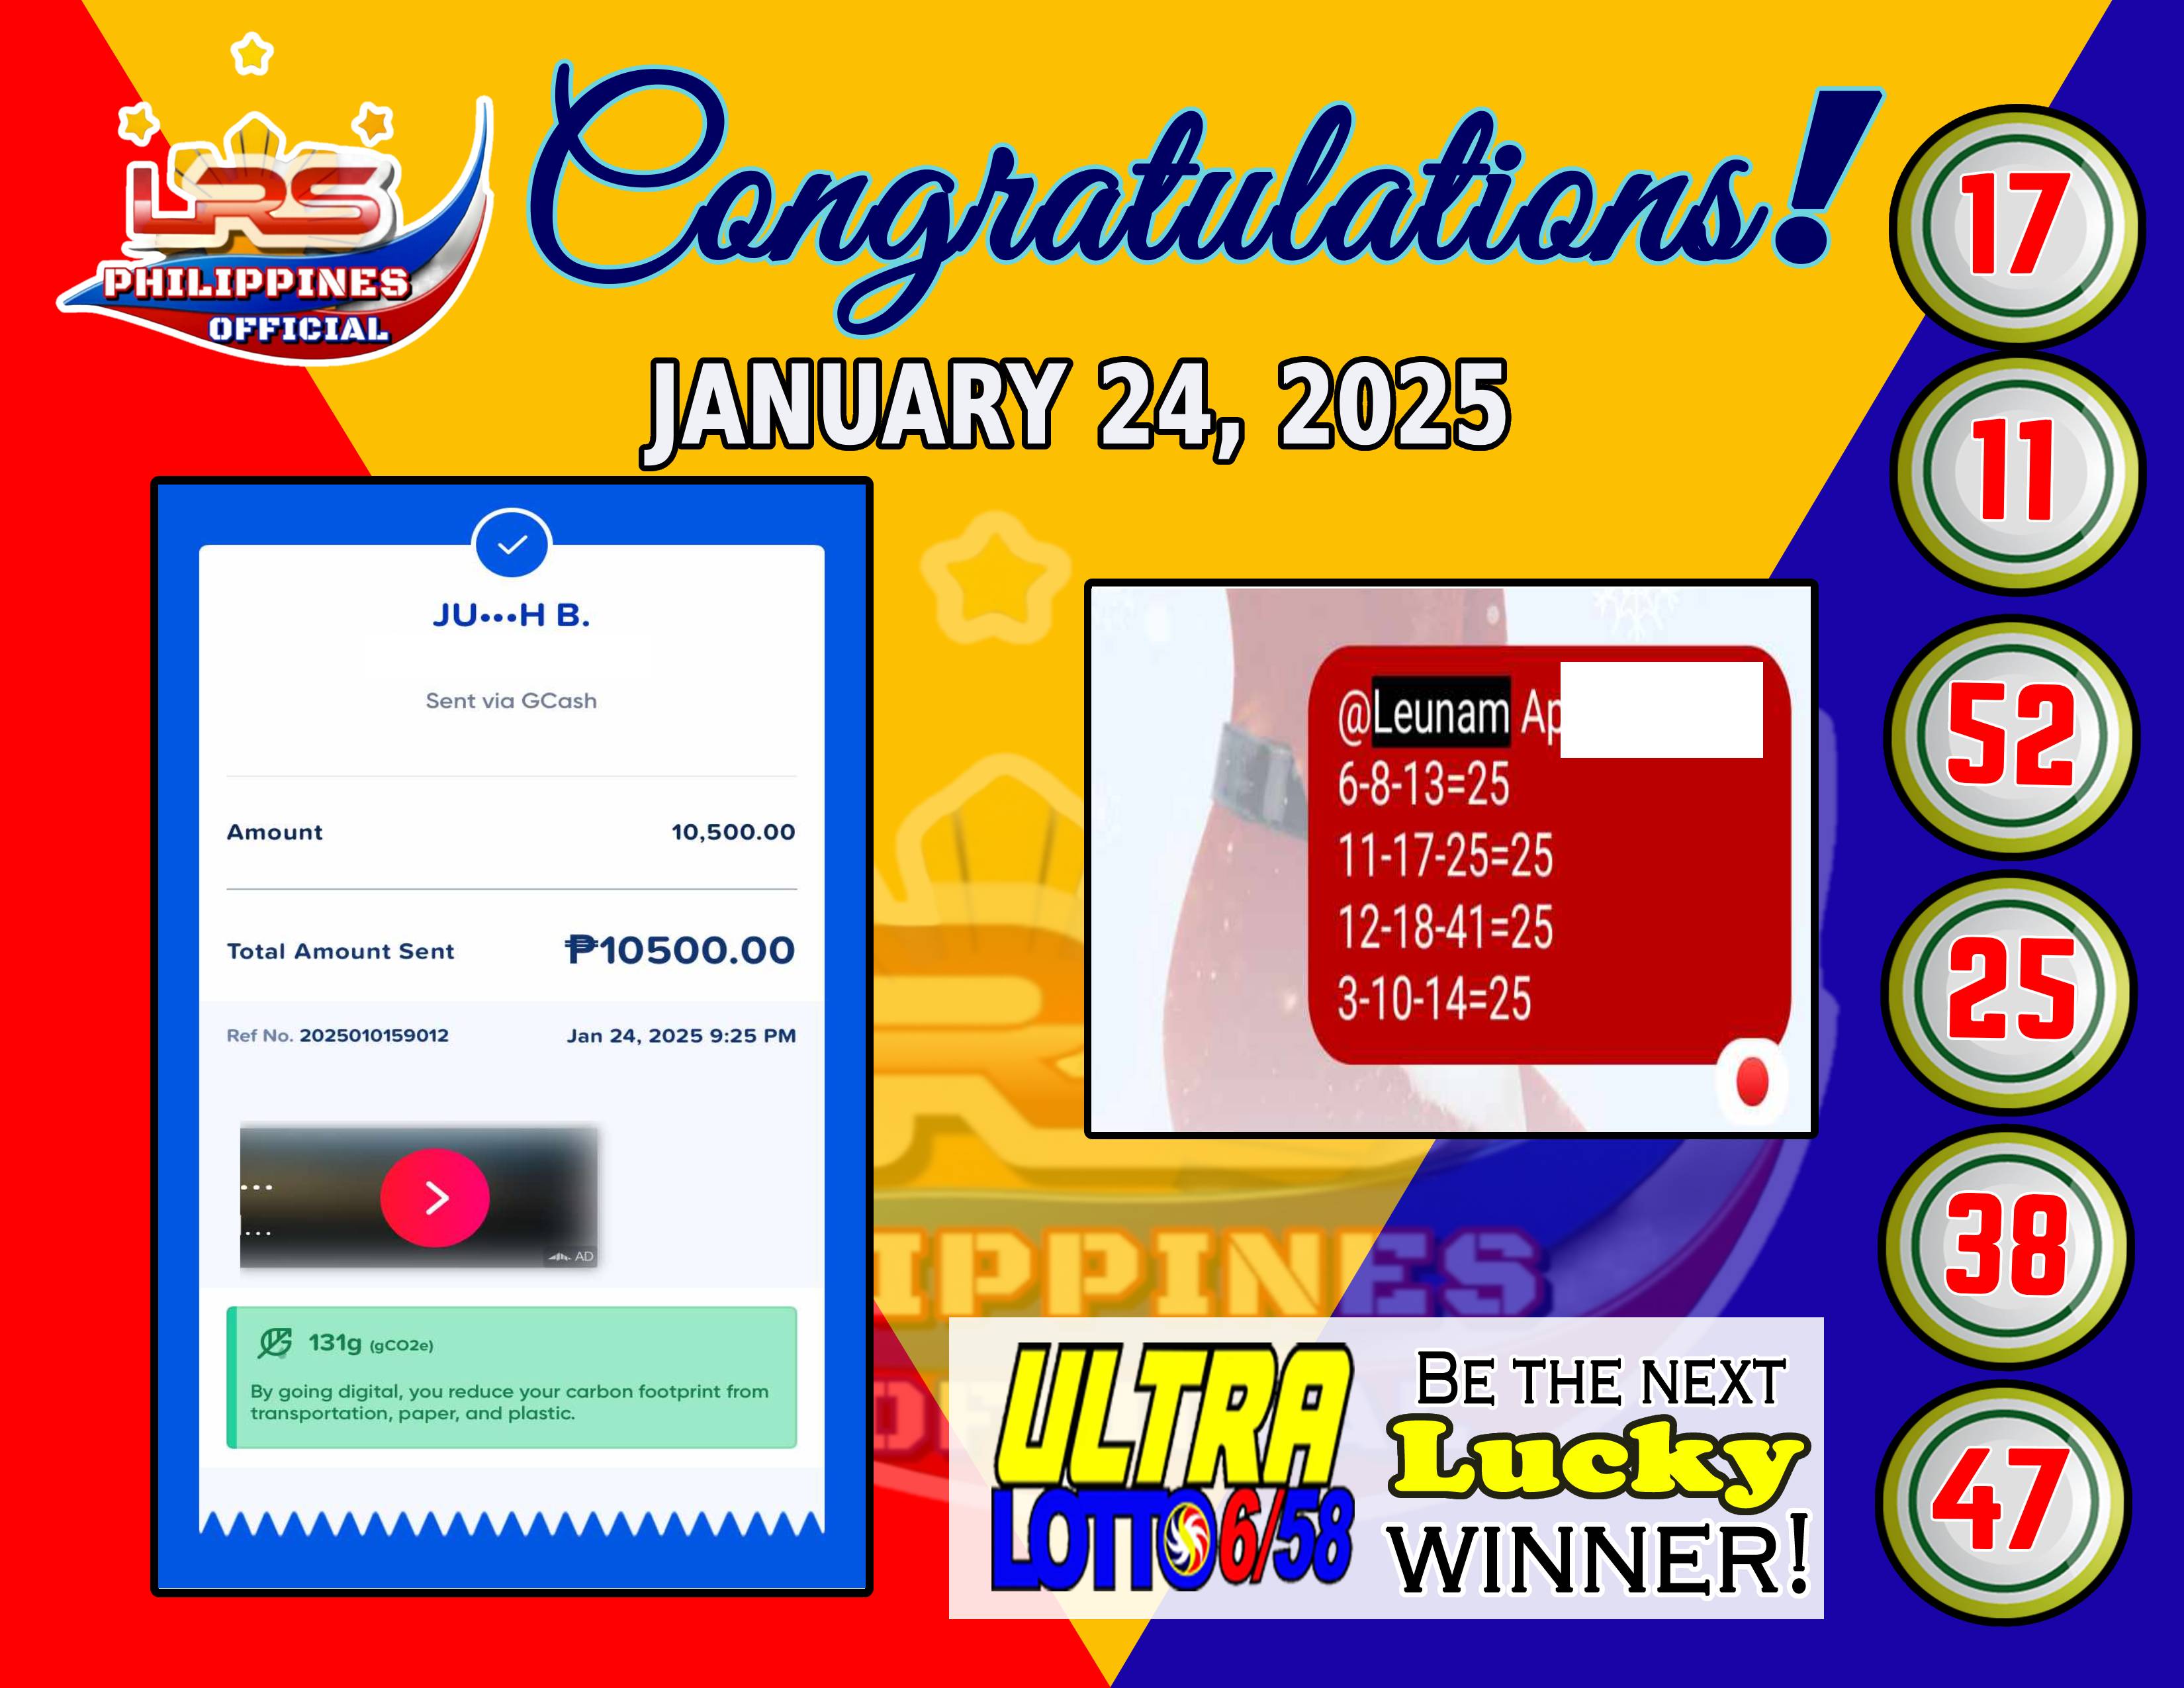 LRS
PHILIPPINES
OFFICIAL
Congratulations!
JANUARY 24, 2025
JU•••H B.
Sent via GCash
Amount 10,500.00
Total Amount Sent ₱10500.00
Ref No. 2025010159012 Jan 24, 2025 9:25 PM
...
...
AD
131g (gCO2e)
By going digital, you reduce your carbon footprint from
transportation, paper, and plastic.
@Leunam Ap
6-8-13=25
11-17-25=25
12-18-41=25
3-10-14=25
ULTRA
LOTTO 6/58
BE THE NEXT
Lucky
WINNER!
17
11
52
25
38
47